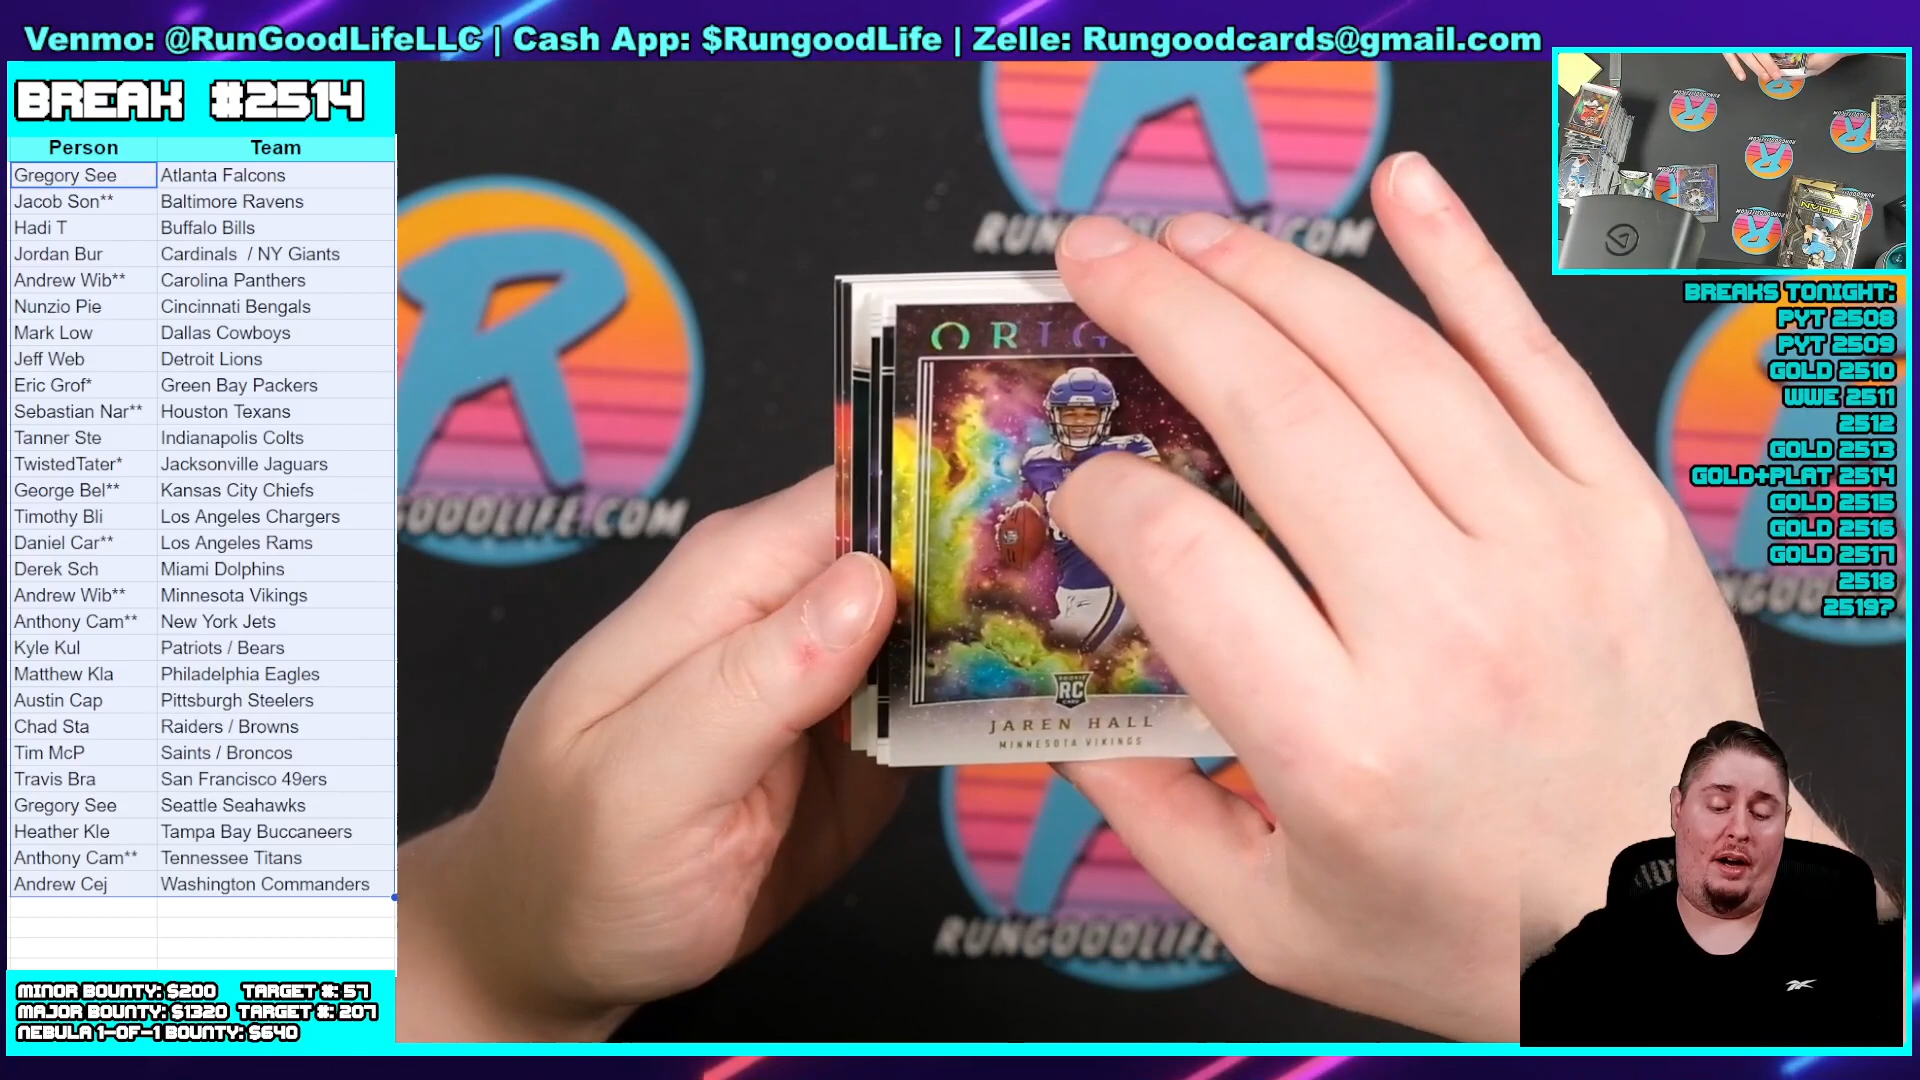 Venmo: @RunGoodLifeLLC | Cash App: $RungoodLife | Zelle: Rungoodcards@gmail.com
BREAK #2514
Person Team
Gregory See Atlanta Falcons
Jacob Son** Baltimore Ravens
Hadi T Buffalo Bills
Jordan Bur Cardinals / NY Giants
Andrew Wib** Carolina Panthers
Nunzio Pie Cincinnati Bengals
Mark Low Dallas Cowboys
Jeff Web Detroit Lions
Eric Grof* Green Bay Packers
Sebastian Nar** Houston Texans
Tanner Ste Indianapolis Colts
TwistedTater* Jacksonville Jaguars
George Bel** Kansas City Chiefs
Timothy Bli Los Angeles Chargers
Daniel Car** Los Angeles Rams
Derek Sch Miami Dolphins
Andrew Wib** Minnesota Vikings
Anthony Cam** New York Jets
Kyle Kul Patriots / Bears
Matthew Kla Philadelphia Eagles
Austin Cap Pittsburgh Steelers
Chad Sta Raiders / Browns
Tim McP Saints / Broncos
Travis Bra San Francisco 49ers
Gregory See Seattle Seahawks
Heather Kle Tampa Bay Buccaneers
Anthony Cam** Tennessee Titans
Andrew Cej Washington Commanders
MINOR BOUNTY: $200 TARGET #: 57
MAJOR BOUNTY: $1320 TARGET #: 207
NEBULA 1-OF-1 BOUNTY: $640
ORIG
RC
JAREN HALL
MINNESOTA VIKINGS
GOODLIFE.COM
RUNGOODLIFE
BREAKS TONIGHT:
PYT 2508
PYT 2509
GOLD 2510
WWE 2511
2512
GOLD 2513
GOLD+PLAT 2514
GOLD 2515
GOLD 2516
GOLD 2517
2518
2519?